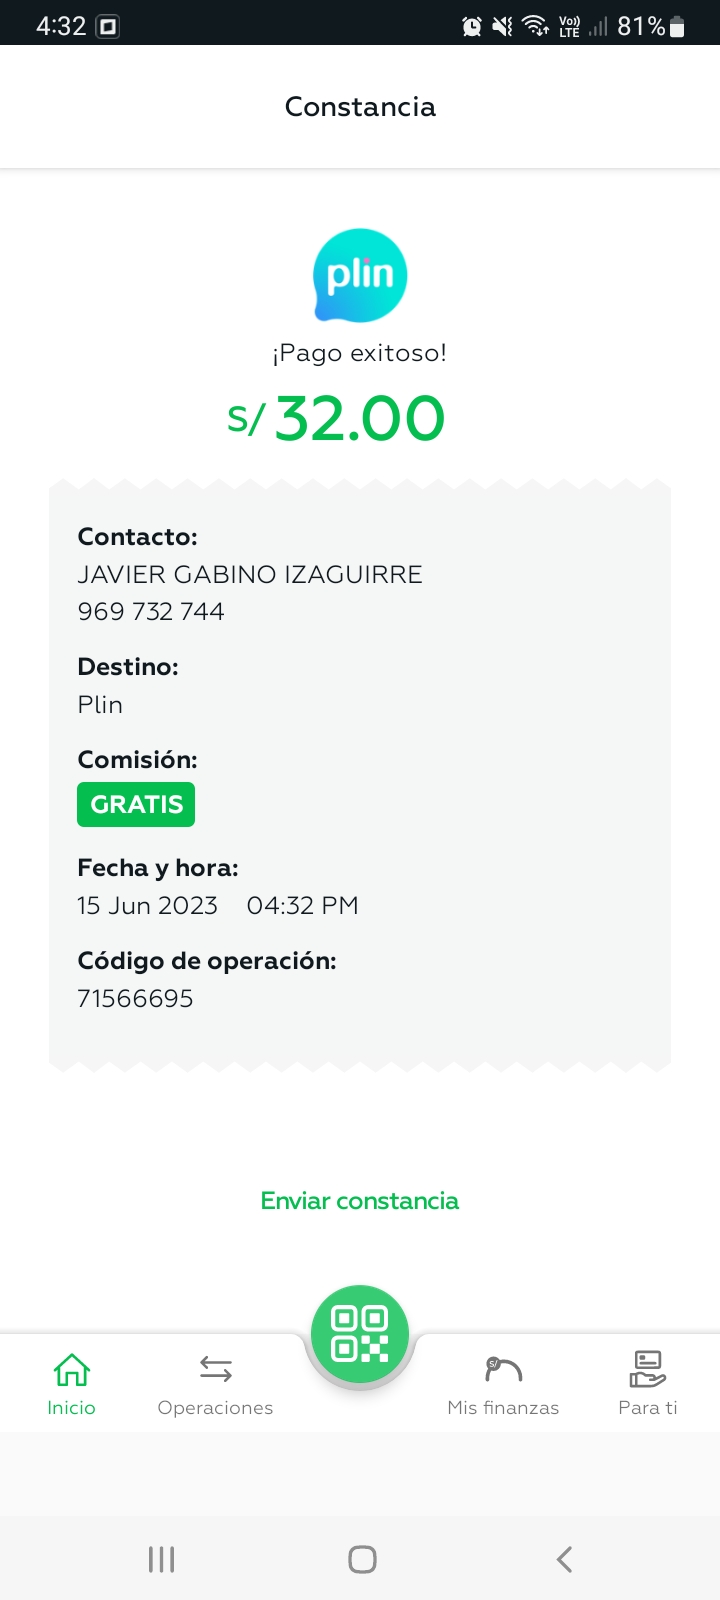 4:32
Vo)) LTE 81%
Constancia
plin
¡Pago exitoso!
S/ 32.00
Contacto:
JAVIER GABINO IZAGUIRRE
969 732 744
Destino:
Plin
Comisión:
GRATIS
Fecha y hora:
15 Jun 2023 04:32 PM
Código de operación:
71566695
Enviar constancia
S/
Inicio Operaciones Mis finanzas Para ti